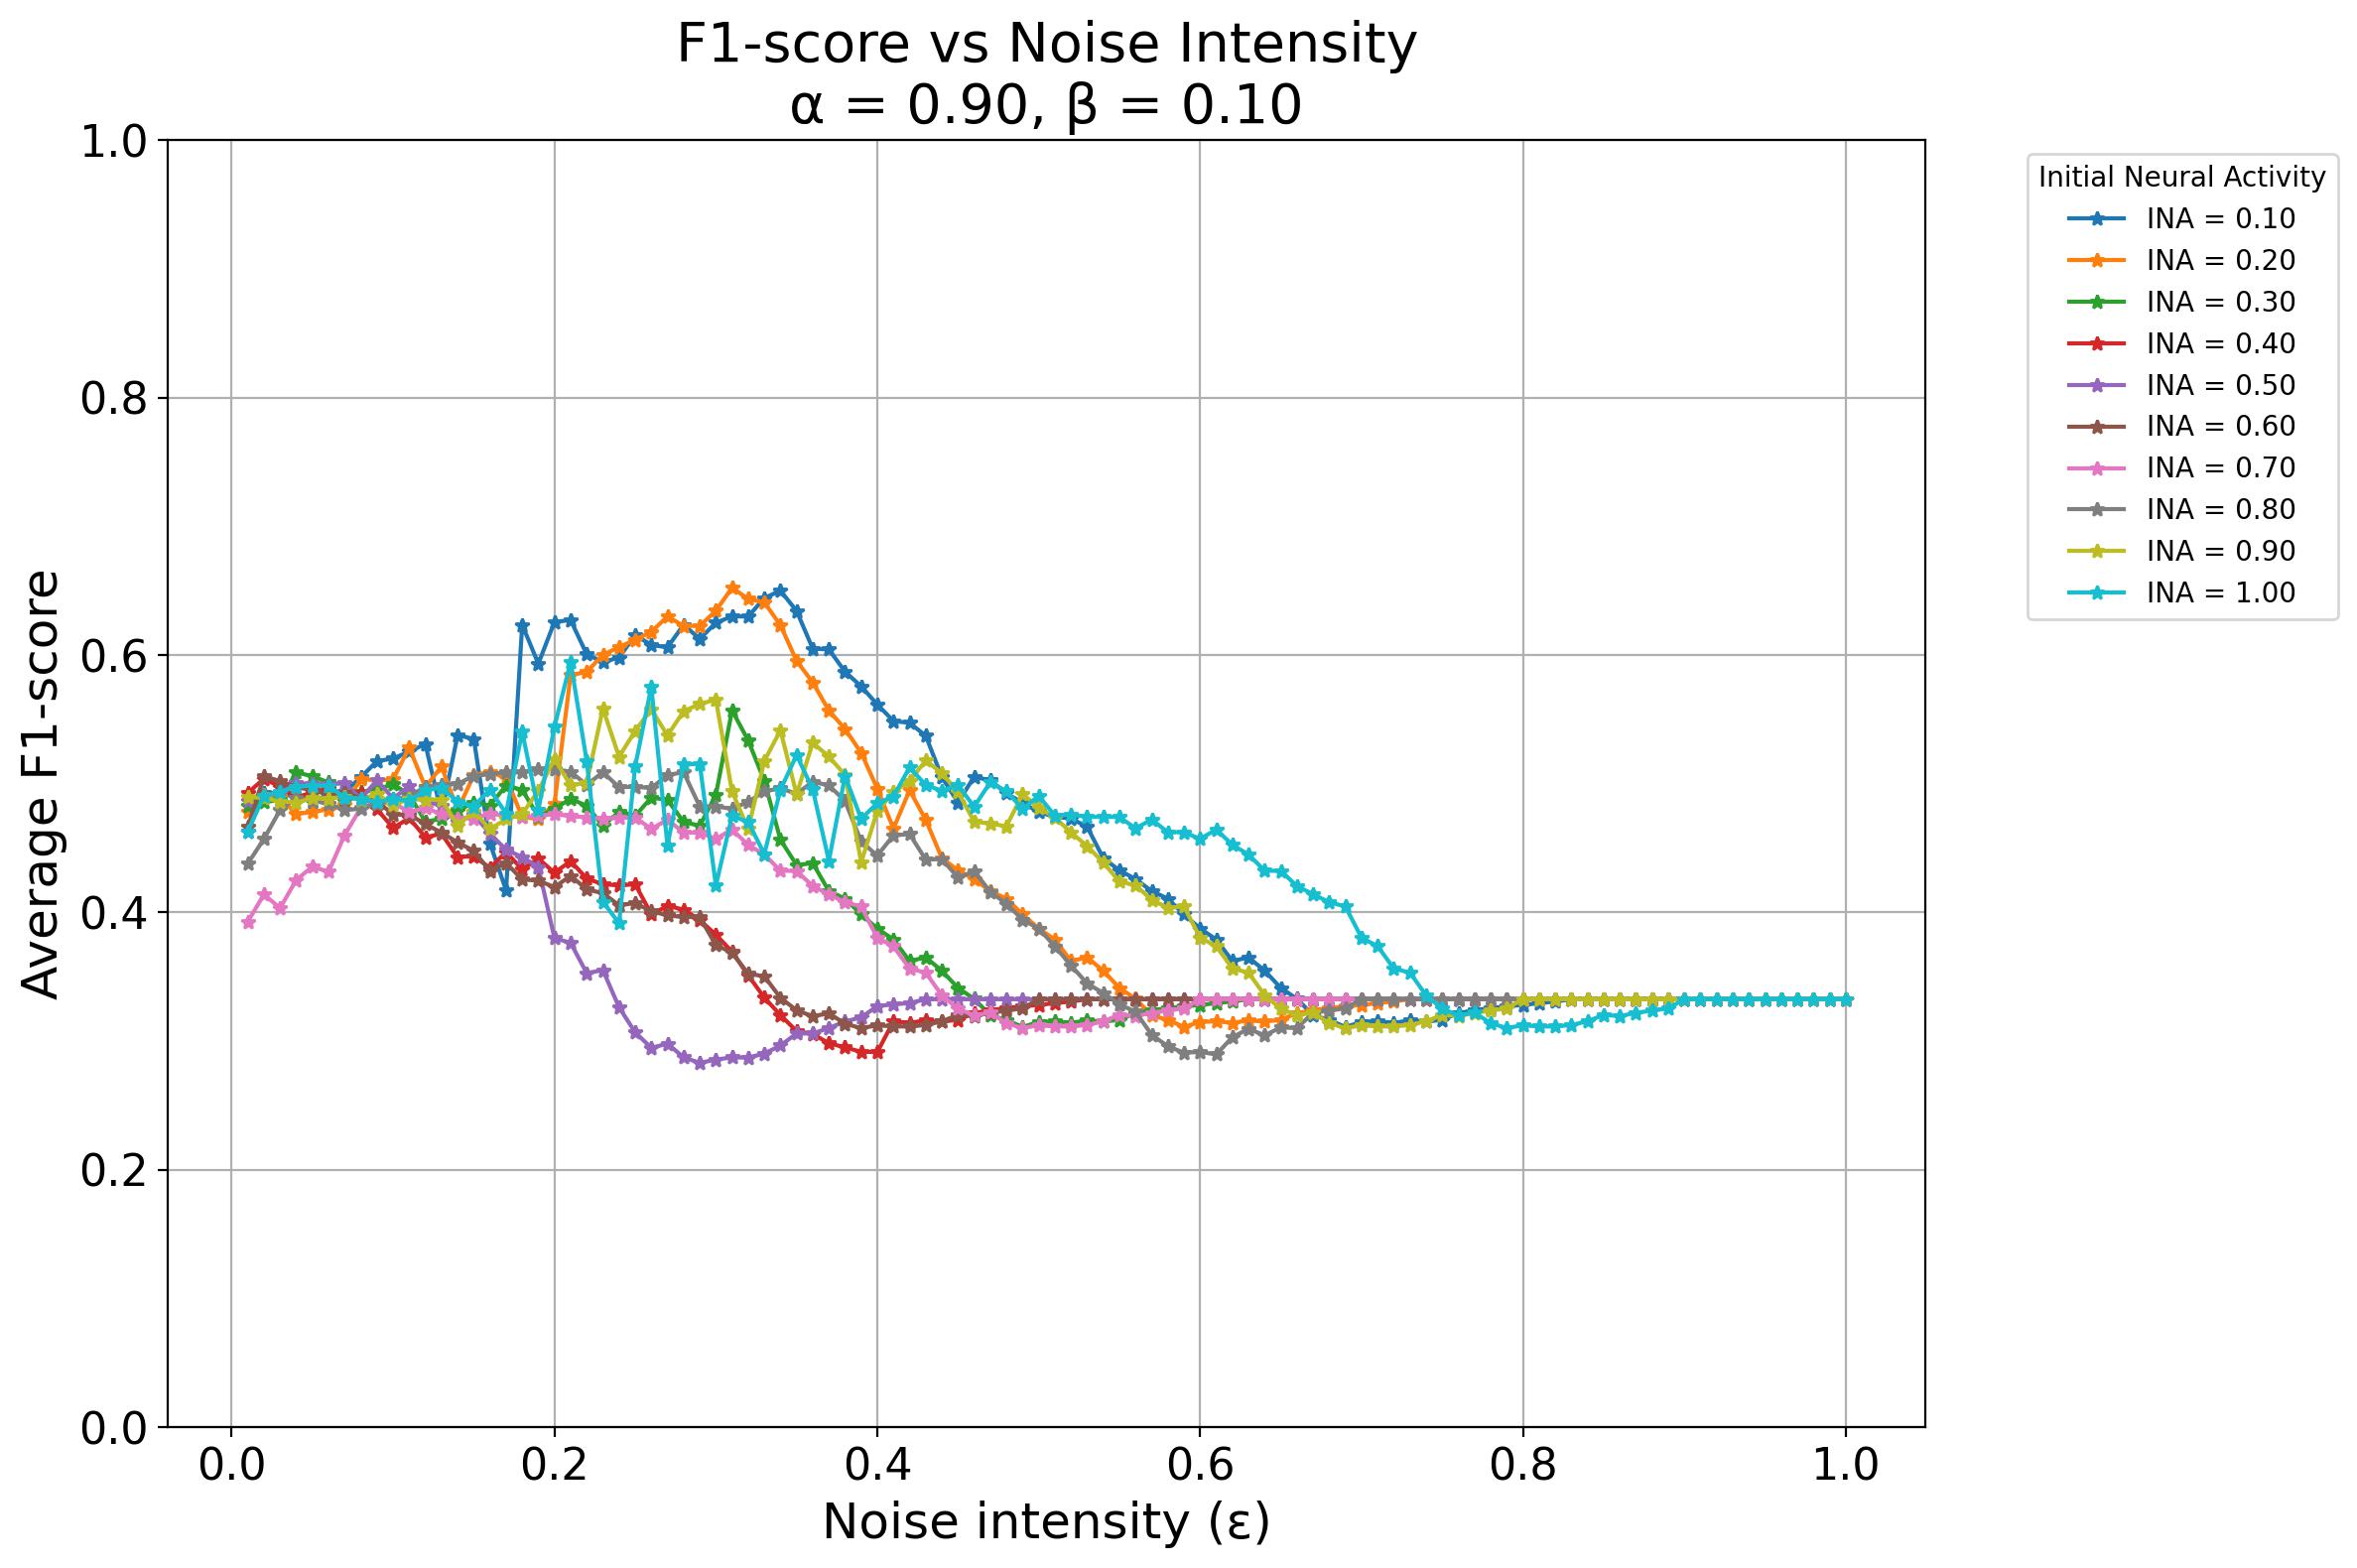 F1-score vs Noise Intensity
α = 0.90, β = 0.10
Average F1-score
1.0
0.8
0.6
0.4
0.2
0.0
0.0 0.2 0.4 0.6 0.8 1.0
Noise intensity (ε)
Initial Neural Activity
INA = 0.10
INA = 0.20
INA = 0.30
INA = 0.40
INA = 0.50
INA = 0.60
INA = 0.70
INA = 0.80
INA = 0.90
INA = 1.00